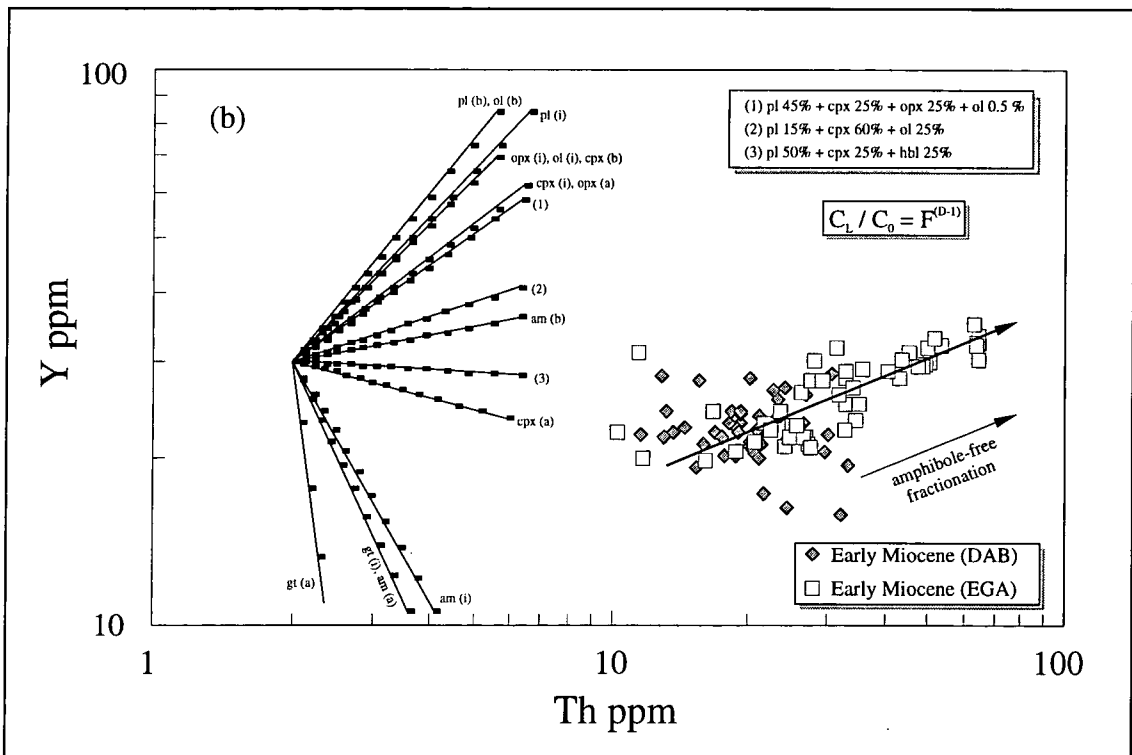 100
(b)
pl (b), ol (b)
pl (i)
opx (i), ol (i), cpx (b)
cpx (i), opx (a)
(1)
(2)
am (b)
(3)
cpx (a)
gt (a)
gt (i), am (a)
am (i)
(1) pl 45% + cpx 25% + opx 25% + ol 0.5 %
(2) pl 15% + cpx 60% + ol 25%
(3) pl 50% + cpx 25% + hbl 25%
C_L / C_0 = F^(D-1)
amphibole-free
fractionation
Early Miocene (DAB)
Early Miocene (EGA)
Y ppm
10
1
10
100
Th ppm